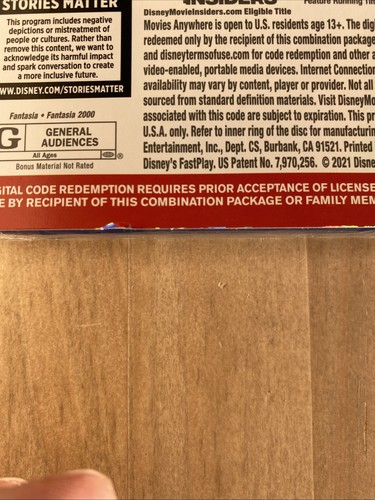 STORIES MATTER
This program includes negative
depictions or mistreatment of
people or cultures. Rather than
remove this content, we want to
acknowledge its harmful impact
and spark conversation to create
a more inclusive future.
WWW.DISNEY.COM/STORIESMATTER
Fantasia • Fantasia 2000
G GENERAL
AUDIENCES
All Ages ®
Bonus Material Not Rated
INSIDERS
DisneyMovieInsiders.com Eligible Title
Feature Running
Movies Anywhere is open to U.S. residents age 13+. The dig
redeemed only by the recipient of this combination package
and disneytermsofuse.com for code redemption and other a
video-enabled, portable media devices. Internet Connection
availability may vary by content, player or provider. Not all
sourced from standard definition materials. Visit DisneyMo
associated with this code are subject to expiration. This pr
U.S.A. only. Refer to inner ring of the disc for manufacturin
Entertainment, Inc., Dept. CS, Burbank, CA 91521. Printed
Disney's FastPlay. US Patent No. 7,970,256. © 2021 Disne
GITAL CODE REDEMPTION REQUIRES PRIOR ACCEPTANCE OF LICENSE
E BY RECIPIENT OF THIS COMBINATION PACKAGE OR FAMILY MEM